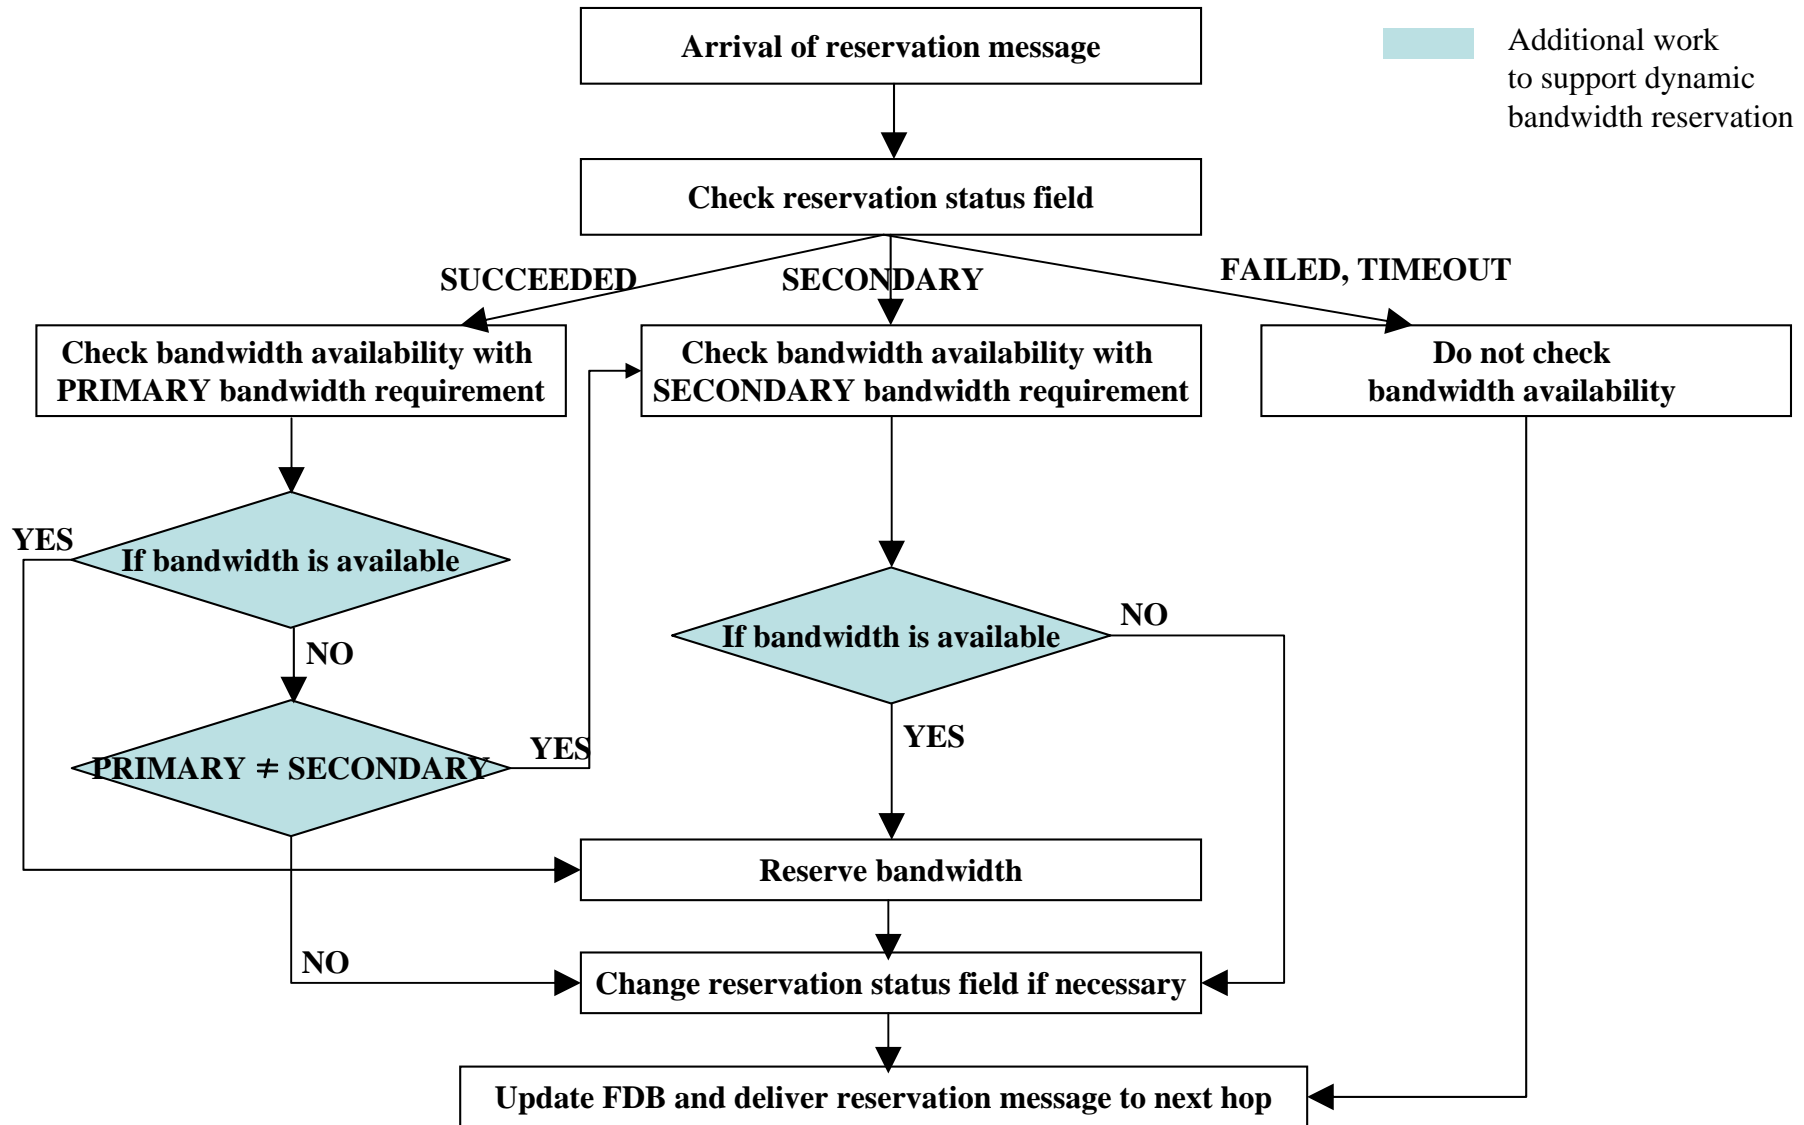 Arrival of reservation message
Additional work
to support dynamic
bandwidth reservation
Check reservation status field
SUCCEEDED
SECONDARY
FAILED, TIMEOUT
Check bandwidth availability with
PRIMARY bandwidth requirement
Check bandwidth availability with
SECONDARY bandwidth requirement
Do not check
bandwidth availability
YES
If bandwidth is available
NO
If bandwidth is available
NO
YES
PRIMARY ≠ SECONDARY
YES
Reserve bandwidth
NO
Change reservation status field if necessary
Update FDB and deliver reservation message to next hop